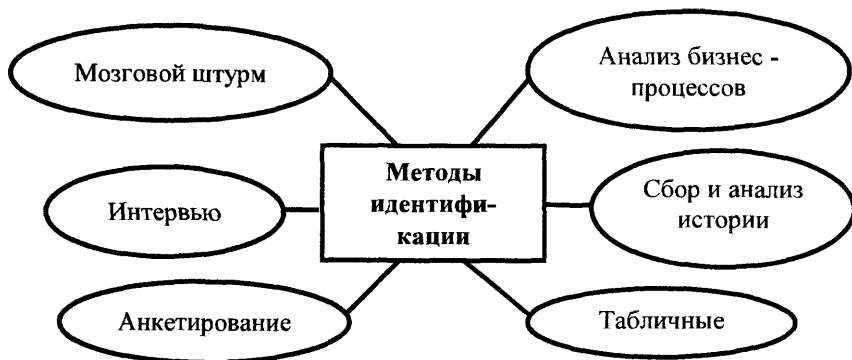 Мозговой штурм
Анализ бизнес -
процессов
Методы
идентифи-
кации
Интервью
Сбор и анализ
истории
Анкетирование
Табличные